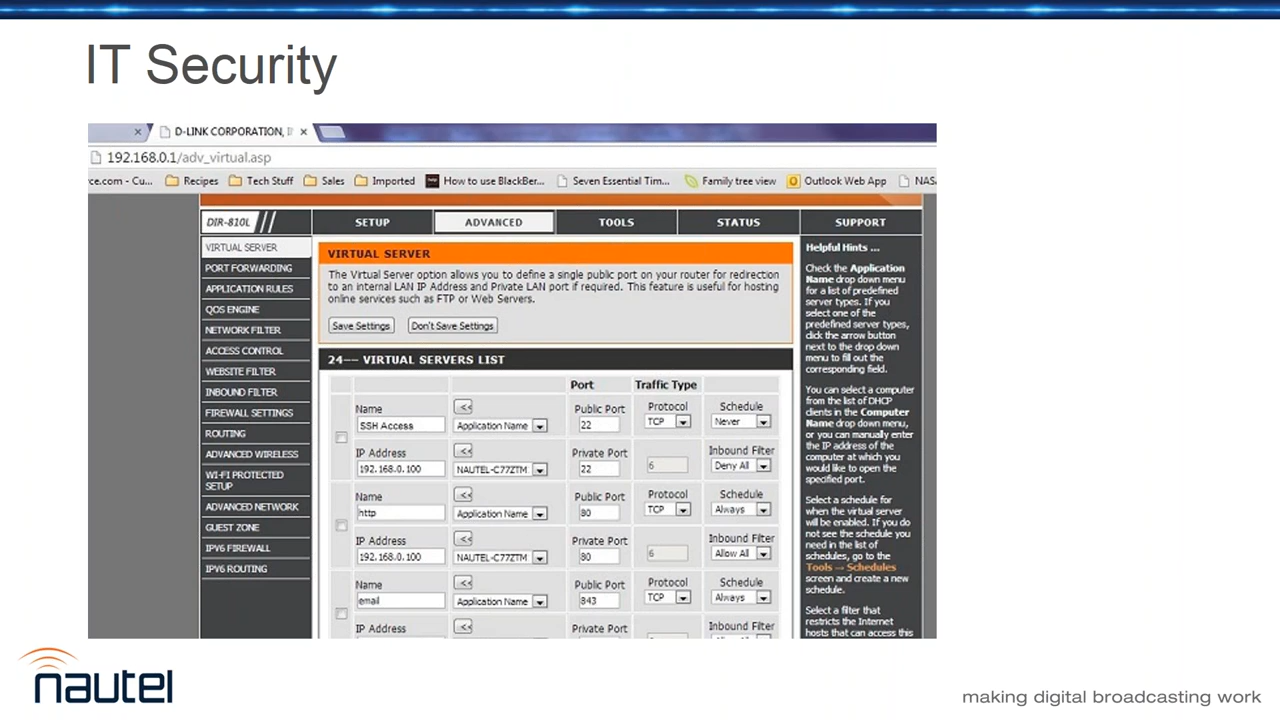 IT Security
D-LINK CORPORATION, I
192.168.0.1/adv_virtual.asp
rce.com - Cu... Recipes Tech Stuff Sales Imported How to use BlackBer... Seven Essential Tim... Family tree view Outlook Web App NAS
DIR-810L
SETUP ADVANCED TOOLS STATUS SUPPORT
VIRTUAL SERVER
PORT FORWARDING
APPLICATION RULES
QOS ENGINE
NETWORK FILTER
ACCESS CONTROL
WEBSITE FILTER
INBOUND FILTER
FIREWALL SETTINGS
ROUTING
ADVANCED WIRELESS
WI-FI PROTECTED
SETUP
ADVANCED NETWORK
GUEST ZONE
IPV6 FIREWALL
IPV6 ROUTING
VIRTUAL SERVER
The Virtual Server option allows you to define a single public port on your router for redirection
to an internal LAN IP Address and Private LAN port if required. This feature is useful for hosting
online services such as FTP or Web Servers.
Save Settings Don't Save Settings
24-- VIRTUAL SERVERS LIST
Port Traffic Type
Name << Public Port Protocol Schedule
SSH Access Application Name 22 TCP Never
IP Address << Private Port Inbound Filter
192.168.0.100 NAUTEL-C77ZTM 22 6 Deny All
Name << Public Port Protocol Schedule
http Application Name 80 TCP Always
IP Address << Private Port Inbound Filter
192.168.0.100 NAUTEL-C77ZTM 80 6 Allow All
Name << Public Port Protocol Schedule
email Application Name 843 TCP Always
IP Address << Private Port Inbound Filter
Helpful Hints ...
Check the Application
Name drop down menu
for a list of predefined
server types. If you
select one of the
predefined server types,
click the arrow button
next to the drop down
menu to fill out the
corresponding field.
You can select a computer
from the list of DHCP
clients in the Computer
Name drop down menu,
or you can manually enter
the IP address of the
computer at which you
would like to open the
specified port.
Select a schedule for
when the virtual server
will be enabled. If you do
not see the schedule you
need in the list of
schedules, go to the
Tools → Schedules
screen and create a new
schedule.
Select a filter that
restricts the Internet
hosts that can access this
nautel
making digital broadcasting work